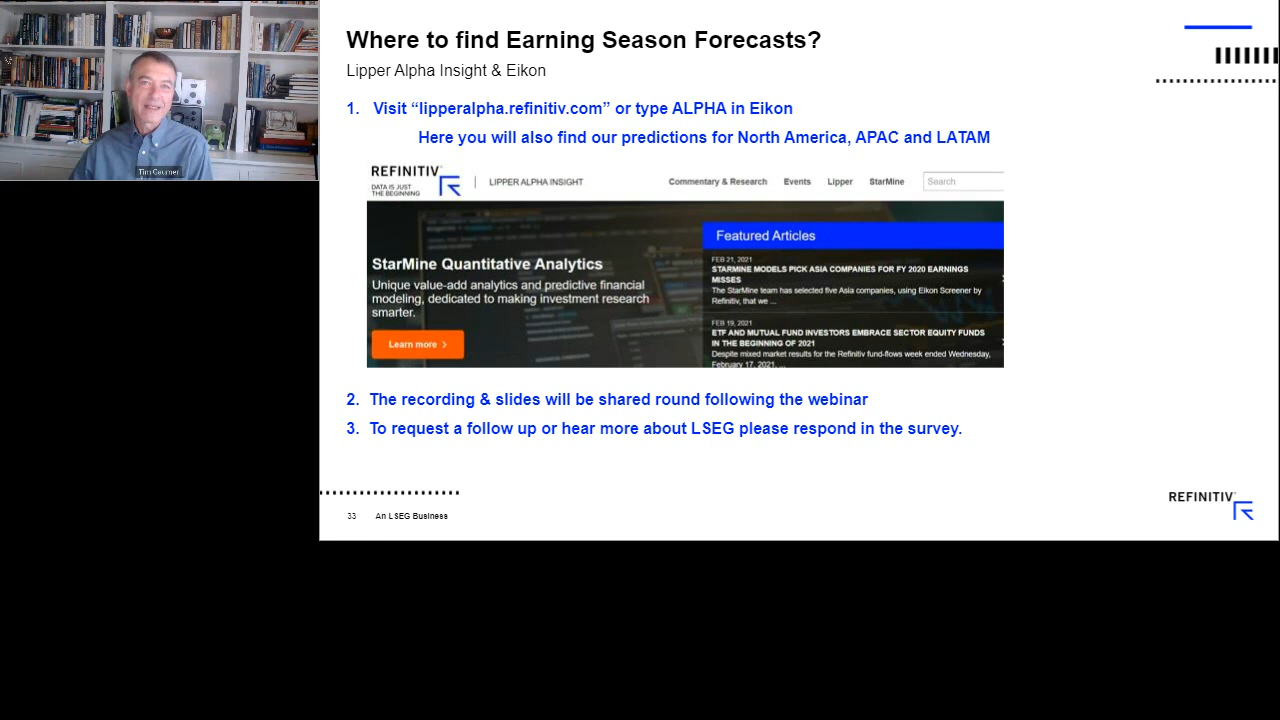 Where to find Earning Season Forecasts?
Lipper Alpha Insight & Eikon
1. Visit “lipperalpha.refinitiv.com” or type ALPHA in Eikon
Here you will also find our predictions for North America, APAC and LATAM
REFINITIV
DATA IS JUST
THE BEGINNING
LIPPER ALPHA INSIGHT
Commentary & Research Events Lipper StarMine Search
Featured Articles
StarMine Quantitative Analytics
Unique value-add analytics and predictive financial
modeling, dedicated to making investment research
smarter.
Learn more >
FEB 21, 2021
STARMINE MODELS PICK ASIA COMPANIES FOR FY 2020 EARNINGS
MISSES
The StarMine team has selected five Asia companies, using Eikon Screener by
Refinitiv, that we ...
FEB 19, 2021
ETF AND MUTUAL FUND INVESTORS EMBRACE SECTOR EQUITY FUNDS
IN THE BEGINNING OF 2021
Despite mixed market results for the Refinitiv fund-flows week ended Wednesday,
February 17, 2021, ...
2. The recording & slides will be shared round following the webinar
3. To request a follow up or hear more about LSEG please respond in the survey.
33 An LSEG Business
REFINITIV
Tim Gaumer